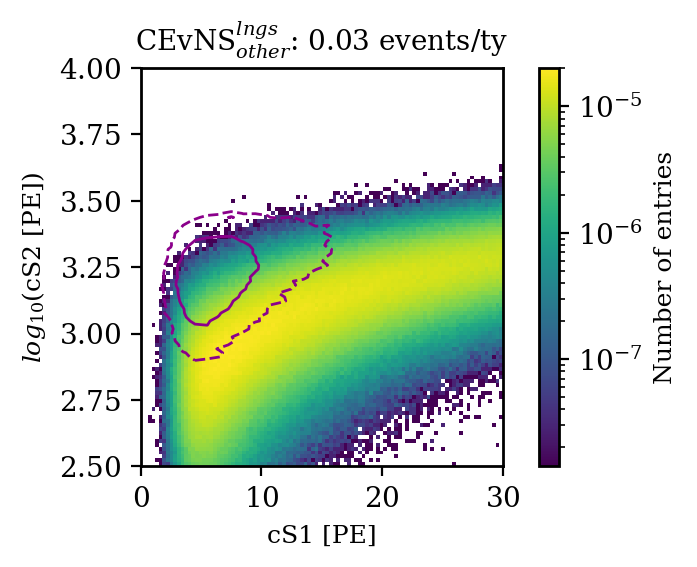 CEvNS$^{lngs}_{other}$: 0.03 events/ty
4.00
3.75
3.50
3.25
3.00
2.75
2.50
$log_{10}$(cS2 [PE])
0 10 20 30
cS1 [PE]
$10^{-5}$
$10^{-6}$
$10^{-7}$
Number of entries